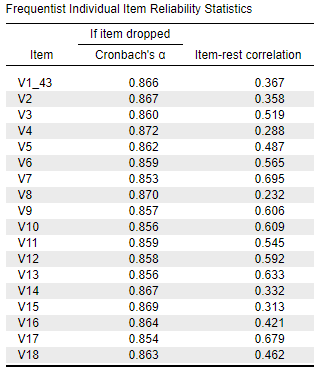 Frequentist Individual Item Reliability Statistics
If item dropped
Item Cronbach's α Item-rest correlation
V1_43 0.866 0.367
V2 0.867 0.358
V3 0.860 0.519
V4 0.872 0.288
V5 0.862 0.487
V6 0.859 0.565
V7 0.853 0.695
V8 0.870 0.232
V9 0.857 0.606
V10 0.856 0.609
V11 0.859 0.545
V12 0.858 0.592
V13 0.856 0.633
V14 0.867 0.332
V15 0.869 0.313
V16 0.864 0.421
V17 0.854 0.679
V18 0.863 0.462